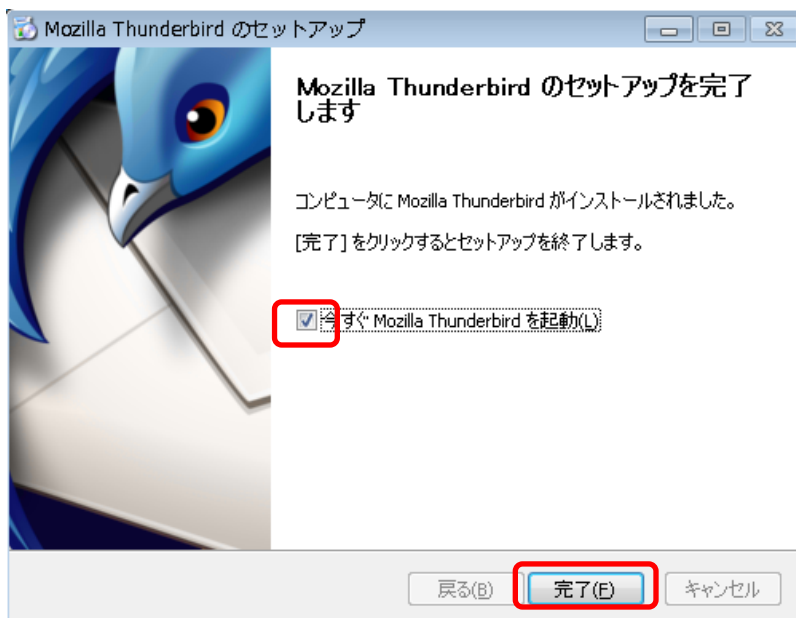 Mozilla Thunderbird のセットアップ
Mozilla Thunderbird のセットアップを完了
します
コンピュータに Mozilla Thunderbird がインストールされました。
[完了] をクリックするとセットアップを終了します。
今すぐ Mozilla Thunderbird を起動(L)
戻る(B) 完了(F) キャンセル